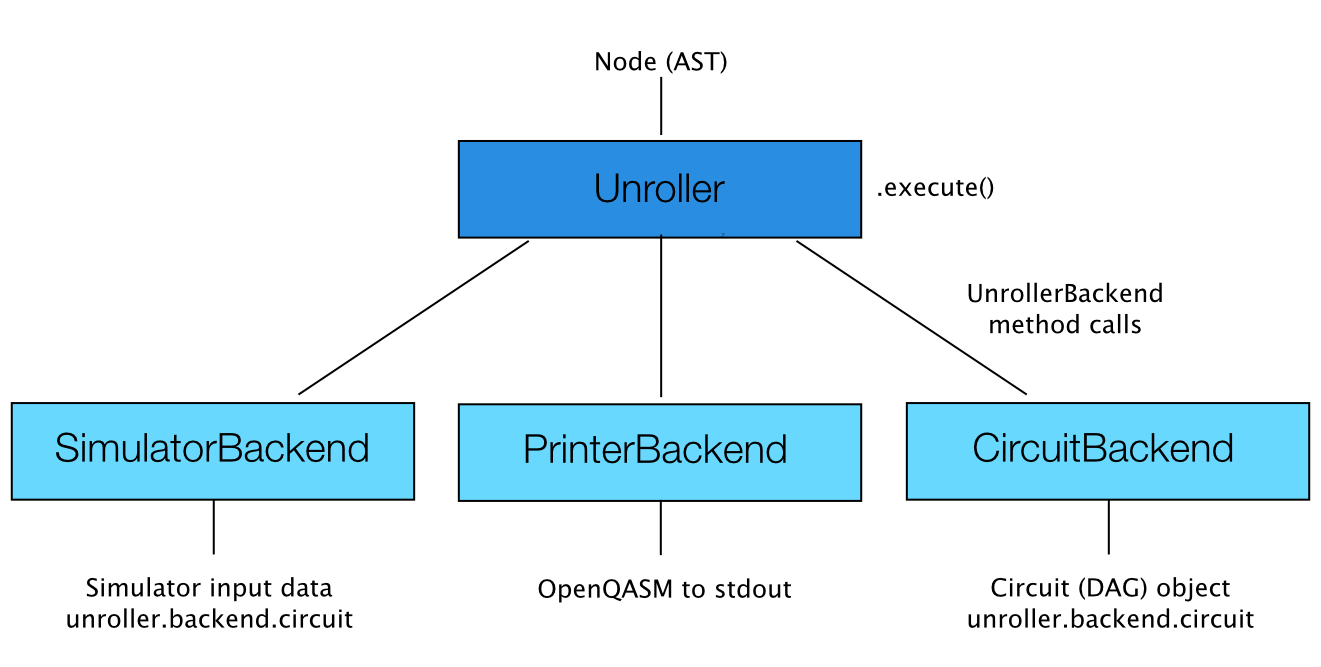 Node (AST)
Unroller
.execute()
UnrollerBackend
method calls
SimulatorBackend
PrinterBackend
CircuitBackend
Simulator input data
unroller.backend.circuit
OpenQASM to stdout
Circuit (DAG) object
unroller.backend.circuit